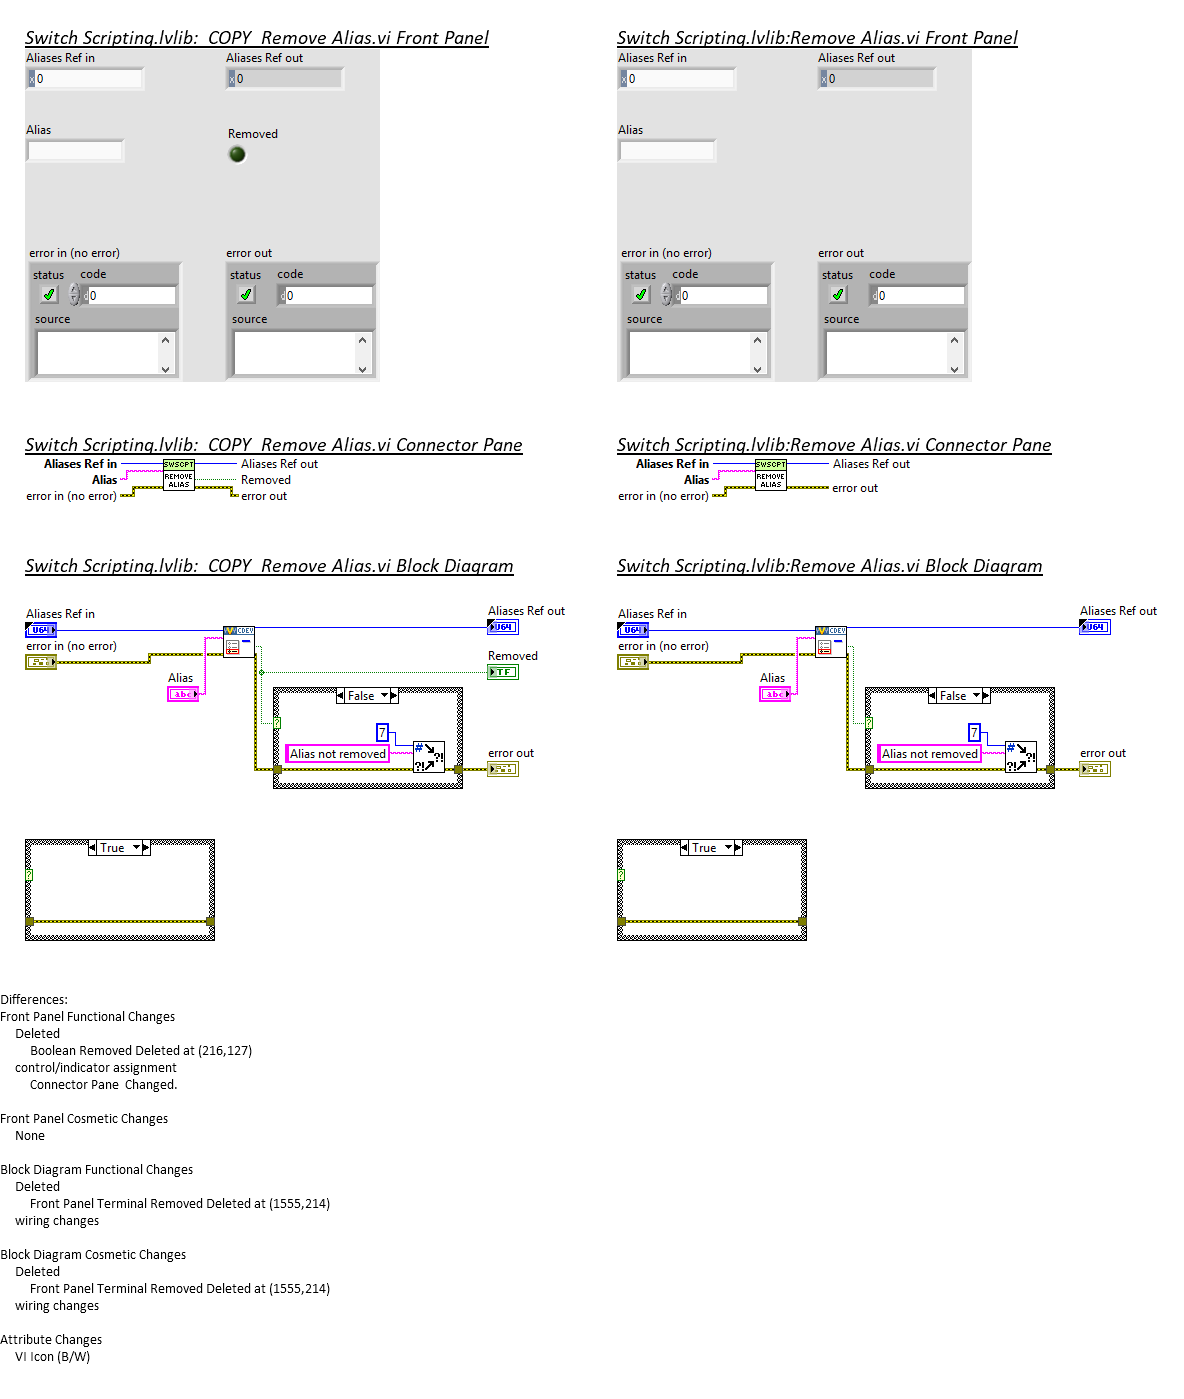 Switch Scripting.lvlib:  COPY  Remove Alias.vi Front Panel
Aliases Ref in
Aliases Ref out
x 0
x 0
Alias
Removed
error in (no error)
error out
status
code
status
code
d 0
d 0
source
source
Switch Scripting.lvlib:Remove Alias.vi Front Panel
Aliases Ref in
Aliases Ref out
x 0
x 0
Alias
error in (no error)
error out
status
code
status
code
d 0
d 0
source
source
Switch Scripting.lvlib:  COPY  Remove Alias.vi Connector Pane
Aliases Ref in
Alias
error in (no error)
SWSCPT
REMOVE
ALIAS
Aliases Ref out
Removed
error out
Switch Scripting.lvlib:Remove Alias.vi Connector Pane
Aliases Ref in
Alias
error in (no error)
SWSCPT
REMOVE
ALIAS
Aliases Ref out
error out
Switch Scripting.lvlib:  COPY  Remove Alias.vi Block Diagram
Aliases Ref in
U64
error in (no error)
Alias
abc
CDEV
Aliases Ref out
U64
Removed
TF
False
?
7
Alias not removed
#
?!
?!
error out
True
?
Switch Scripting.lvlib:Remove Alias.vi Block Diagram
Aliases Ref in
U64
error in (no error)
Alias
abc
CDEV
Aliases Ref out
U64
False
?
7
Alias not removed
#
?!
?!
error out
True
?
Differences:
Front Panel Functional Changes
Deleted
Boolean Removed Deleted at (216,127)
control/indicator assignment
Connector Pane  Changed.
Front Panel Cosmetic Changes
None
Block Diagram Functional Changes
Deleted
Front Panel Terminal Removed Deleted at (1555,214)
wiring changes
Block Diagram Cosmetic Changes
Deleted
Front Panel Terminal Removed Deleted at (1555,214)
wiring changes
Attribute Changes
VI Icon (B/W)